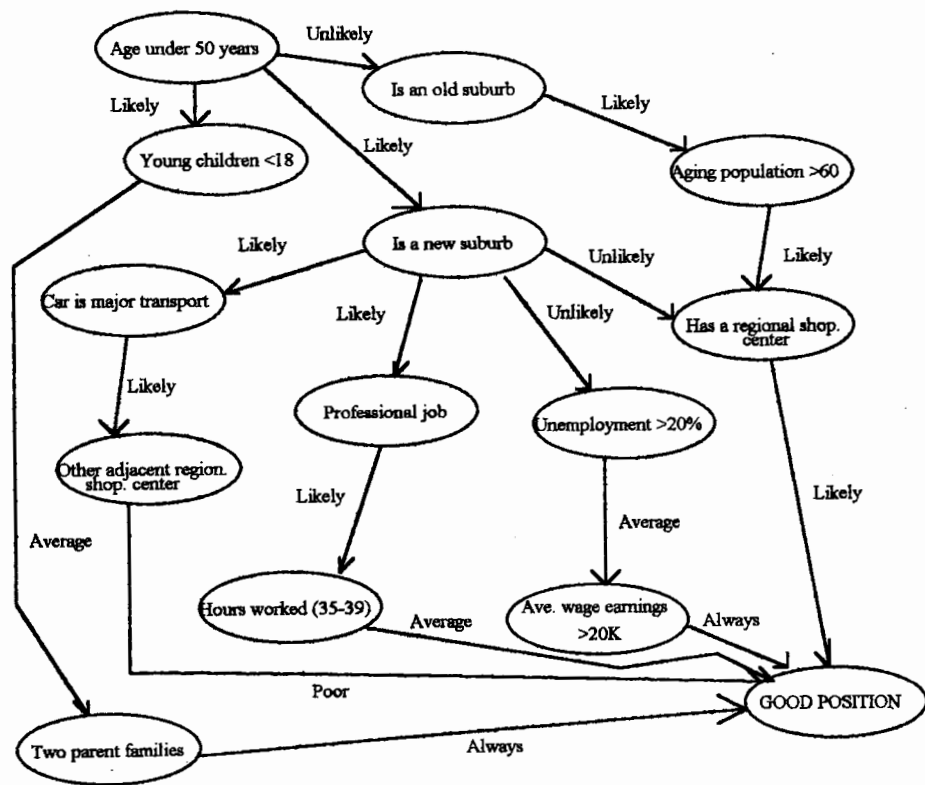 Unlikely
Age under 50 years
Is an old suburb
Likely
Likely
Young children <18
Likely
Aging population >60
Likely
Is a new suburb
Unlikely
Likely
Car is major transport
Likely
Unlikely
Has a regional shop.
center
Likely
Professional job
Unemployment >20%
Other adjacent region.
shop. center
Likely
Likely
Average
Average
Hours worked (35-39)
Average
Ave. wage earnings
>20K
Always
Poor
GOOD POSITION
Two parent families
Always